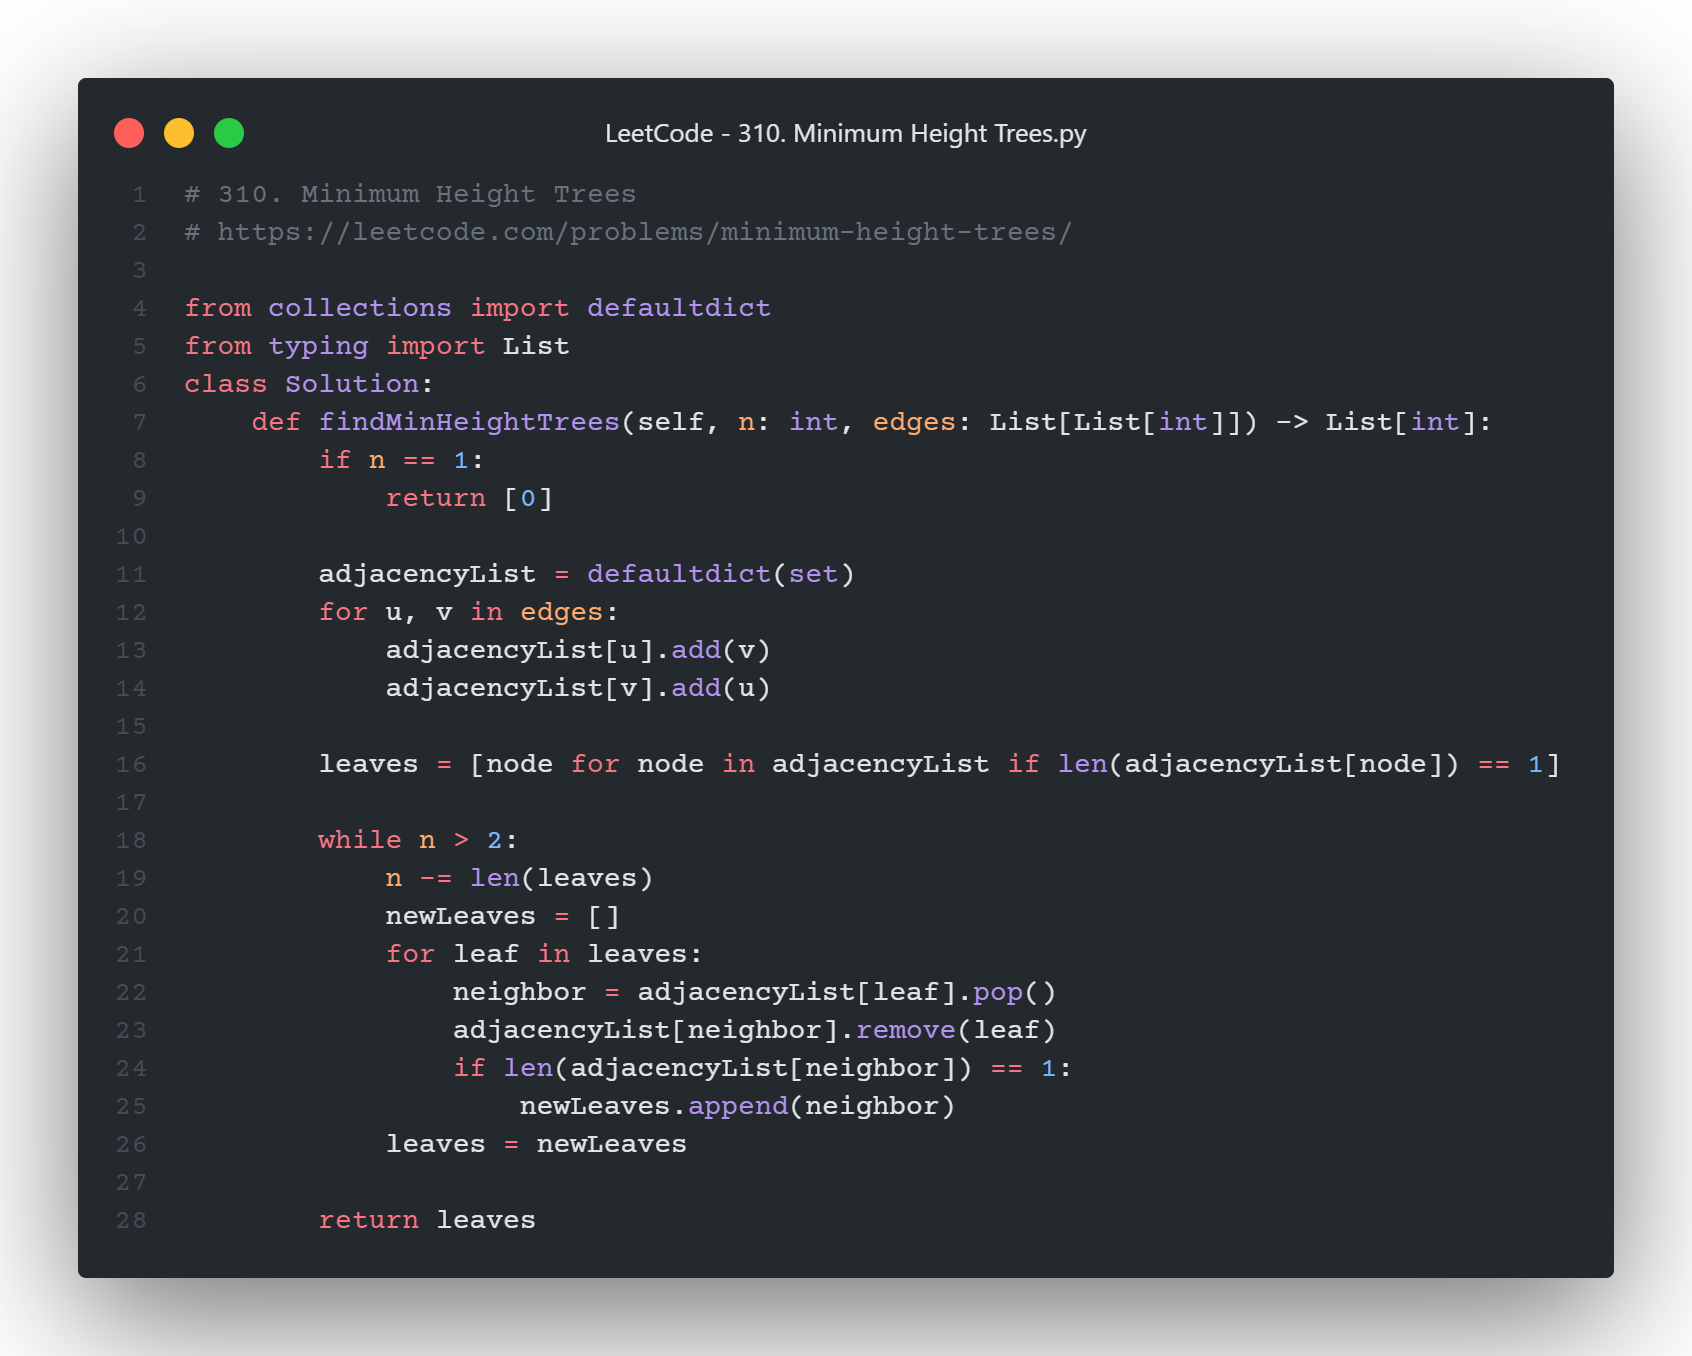 LeetCode - 310. Minimum Height Trees.py
1 # 310. Minimum Height Trees
2 # https://leetcode.com/problems/minimum-height-trees/
3
4 from collections import defaultdict
5 from typing import List
6 class Solution:
7     def findMinHeightTrees(self, n: int, edges: List[List[int]]) -> List[int]:
8         if n == 1:
9             return [0]
10
11         adjacencyList = defaultdict(set)
12         for u, v in edges:
13             adjacencyList[u].add(v)
14             adjacencyList[v].add(u)
15
16         leaves = [node for node in adjacencyList if len(adjacencyList[node]) == 1]
17
18         while n > 2:
19             n -= len(leaves)
20             newLeaves = []
21             for leaf in leaves:
22                 neighbor = adjacencyList[leaf].pop()
23                 adjacencyList[neighbor].remove(leaf)
24                 if len(adjacencyList[neighbor]) == 1:
25                     newLeaves.append(neighbor)
26             leaves = newLeaves
27
28         return leaves